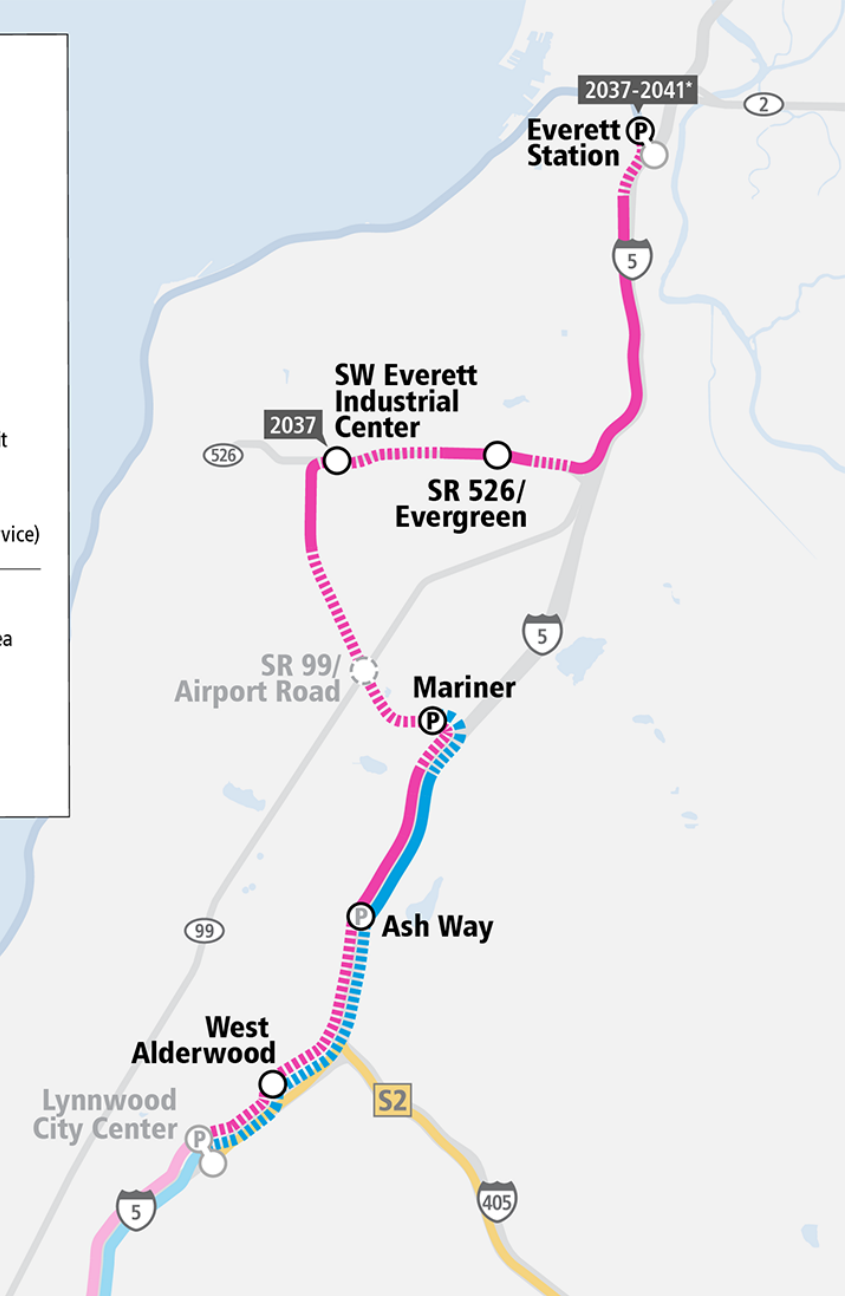 2037-2041*
2
Everett
Station
P
5
SW Everett
Industrial
Center
2037
526
SR 526/
Evergreen
5
SR 99/
Airport Road
Mariner
P
P
Ash Way
99
West
Alderwood
Lynnwood
City Center
P
S2
405
5
it
vice)
ea